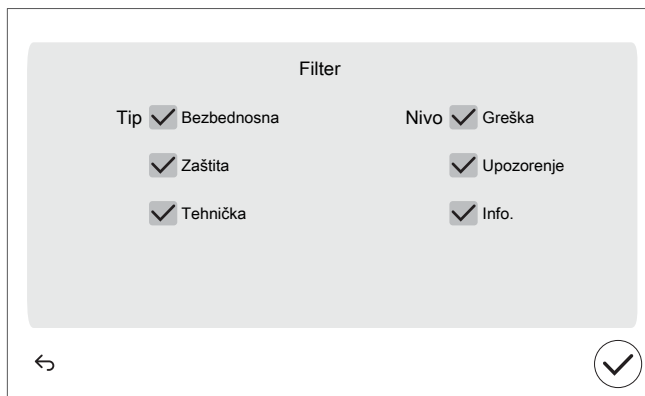 Filter
Tip Bezbednosna Nivo Greška
Zaštita Upozorenje
Tehnička Info.